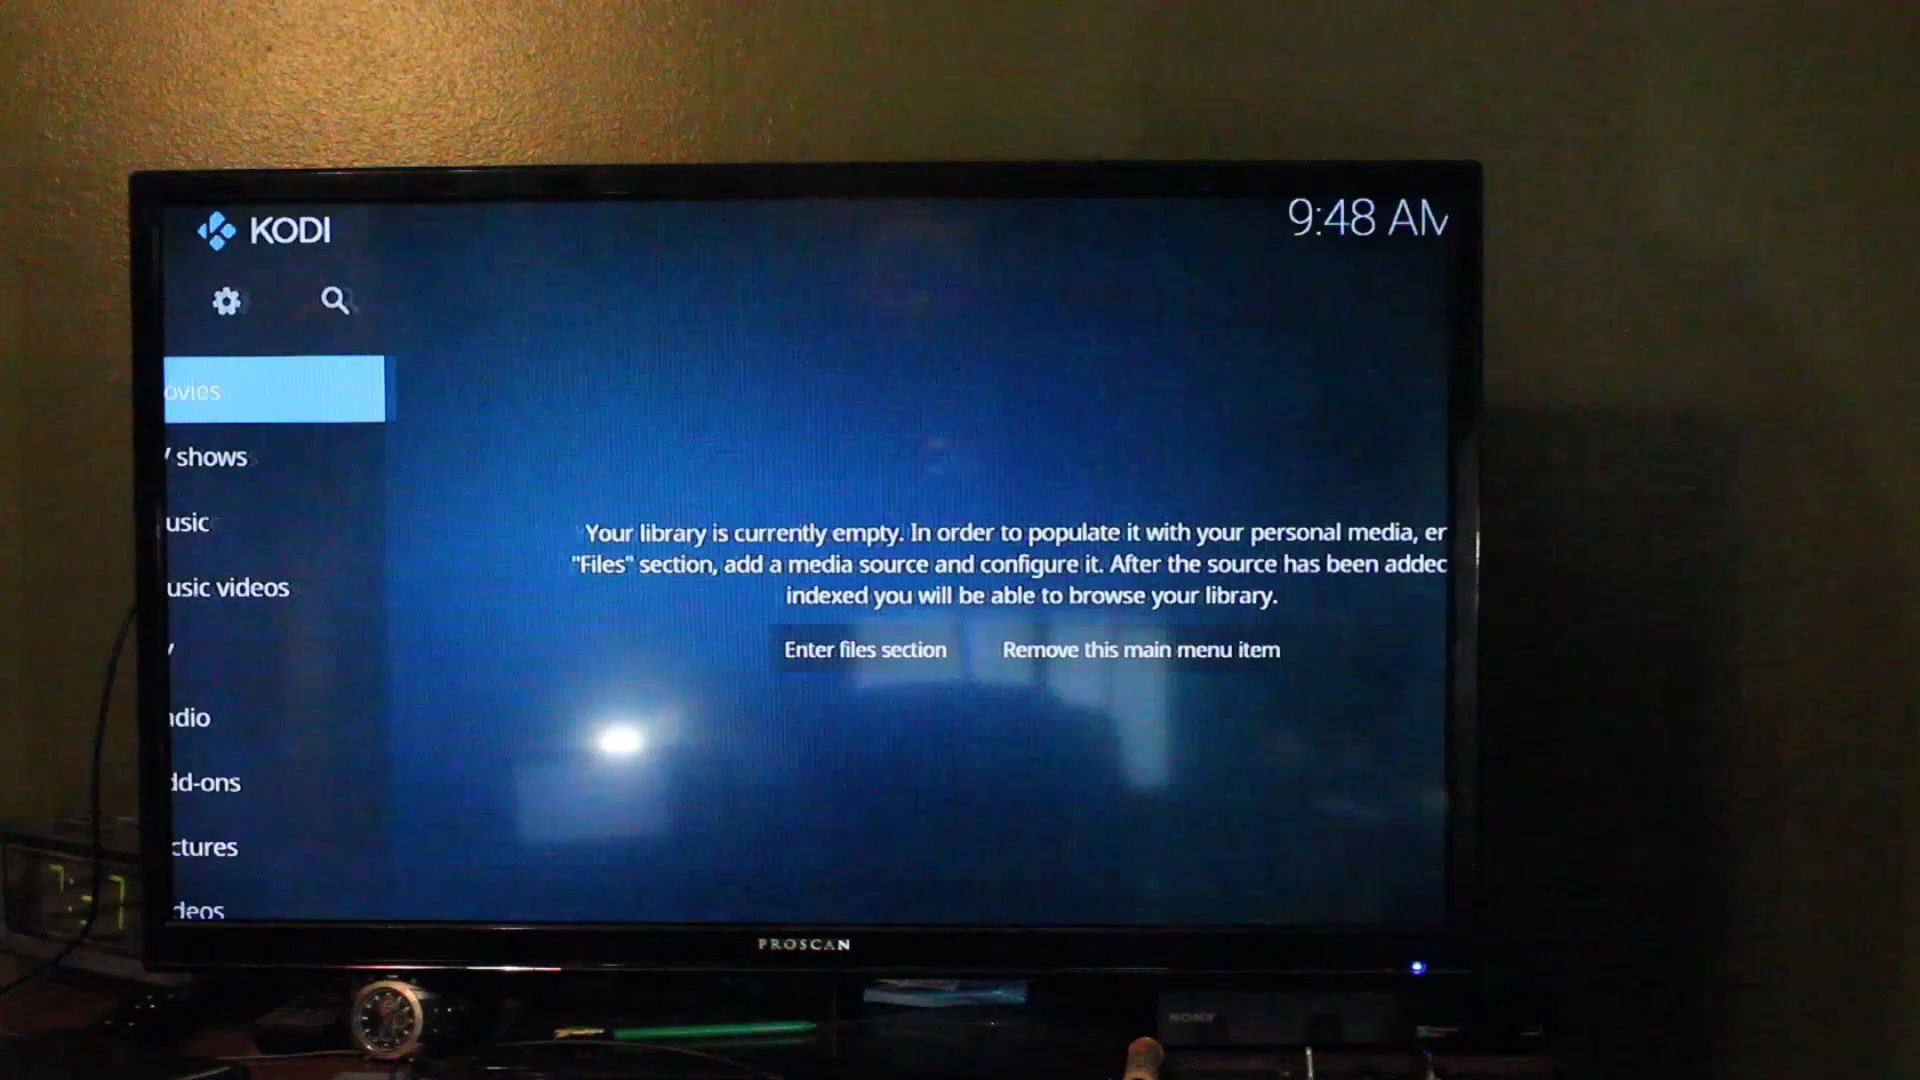 KODI
9:48 AM
ovies
shows
usic
usic videos
dio
dd-ons
ctures
deos
Your library is currently empty. In order to populate it with your personal media, er
"Files" section, add a media source and configure it. After the source has been added
indexed you will be able to browse your library.
Enter files section
Remove this main menu item
PROSCAN
SONY